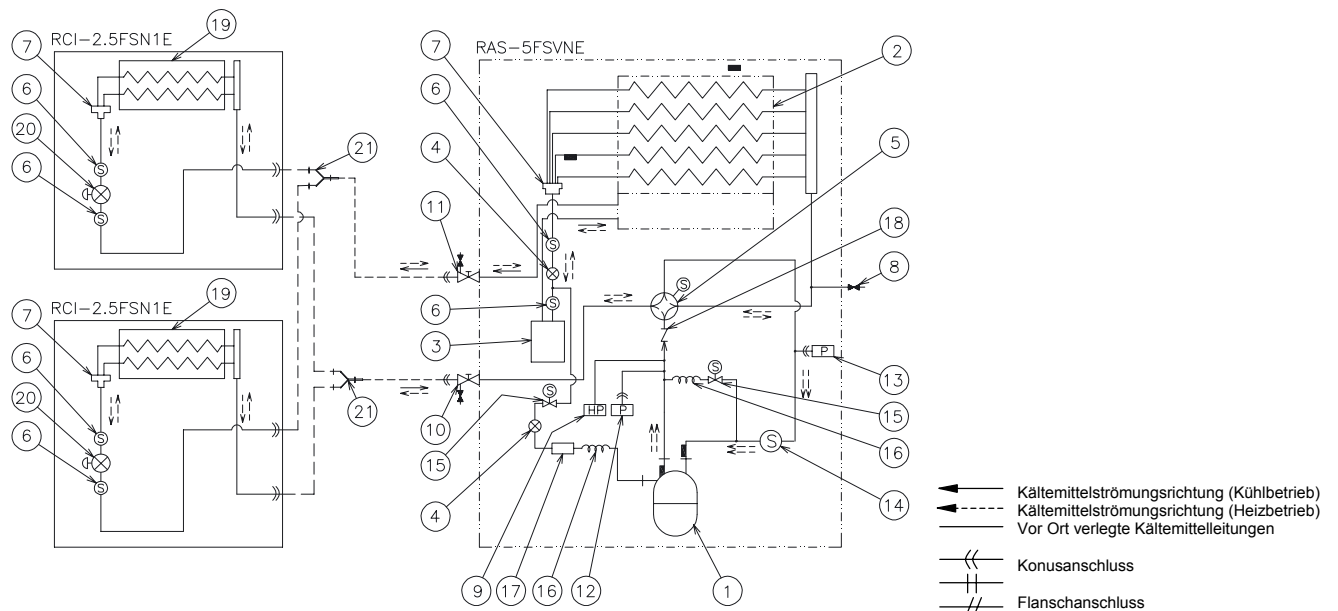 RCI-2.5FSN1E
19
7
6
20
6
S
S
21
RCI-2.5FSN1E
19
7
6
20
6
S
S
21
RAS-5FSVNE
7
6
4
11
6
3
10
15
4
9
17
16
12
1
2
5
18
8
13
15
16
14
S
S
S
S
S
S
HP
P
P
Kältemittelströmungsrichtung (Kühlbetrieb)
Kältemittelströmungsrichtung (Heizbetrieb)
Vor Ort verlegte Kältemittelleitungen
Konusanschluss
Flanschanschluss